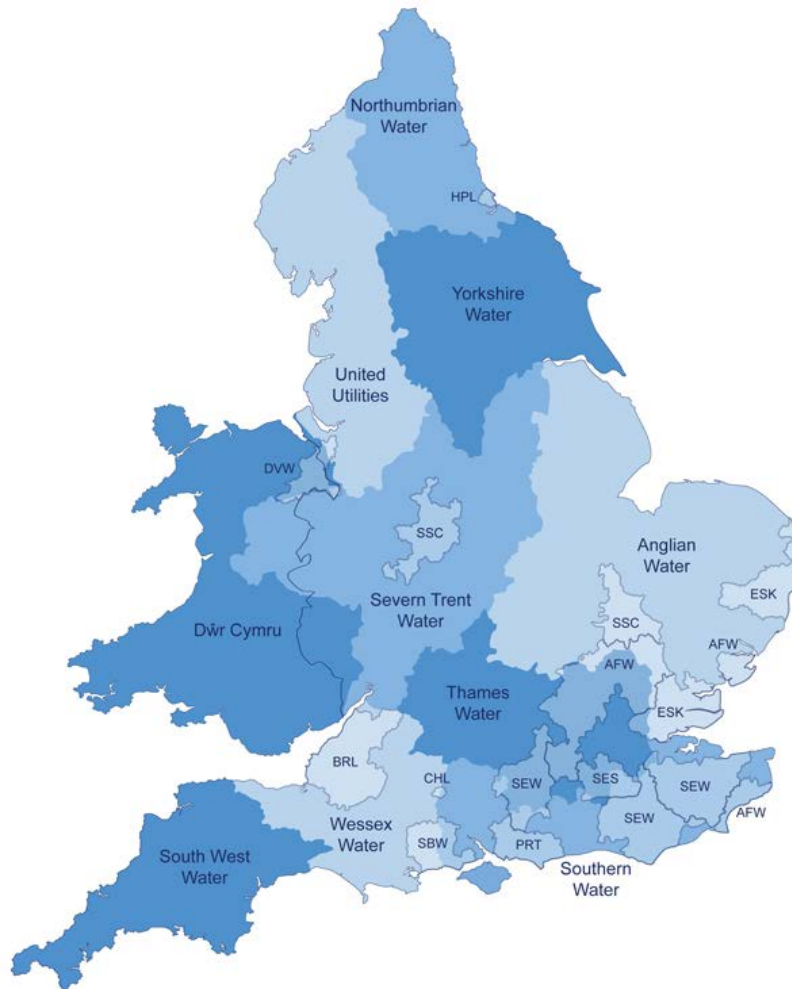 Northumbrian
Water
HPL
Yorkshire
Water
United
Utilities
DVW
SSC
Anglian
Water
ESK
Severn Trent
Water
SSC
Dŵr Cymru
AFW
AFW
Thames
Water
ESK
BRL
CHL
SEW
SES
SEW
AFW
Wessex
Water
SBW
PRT
SEW
South West
Water
Southern
Water